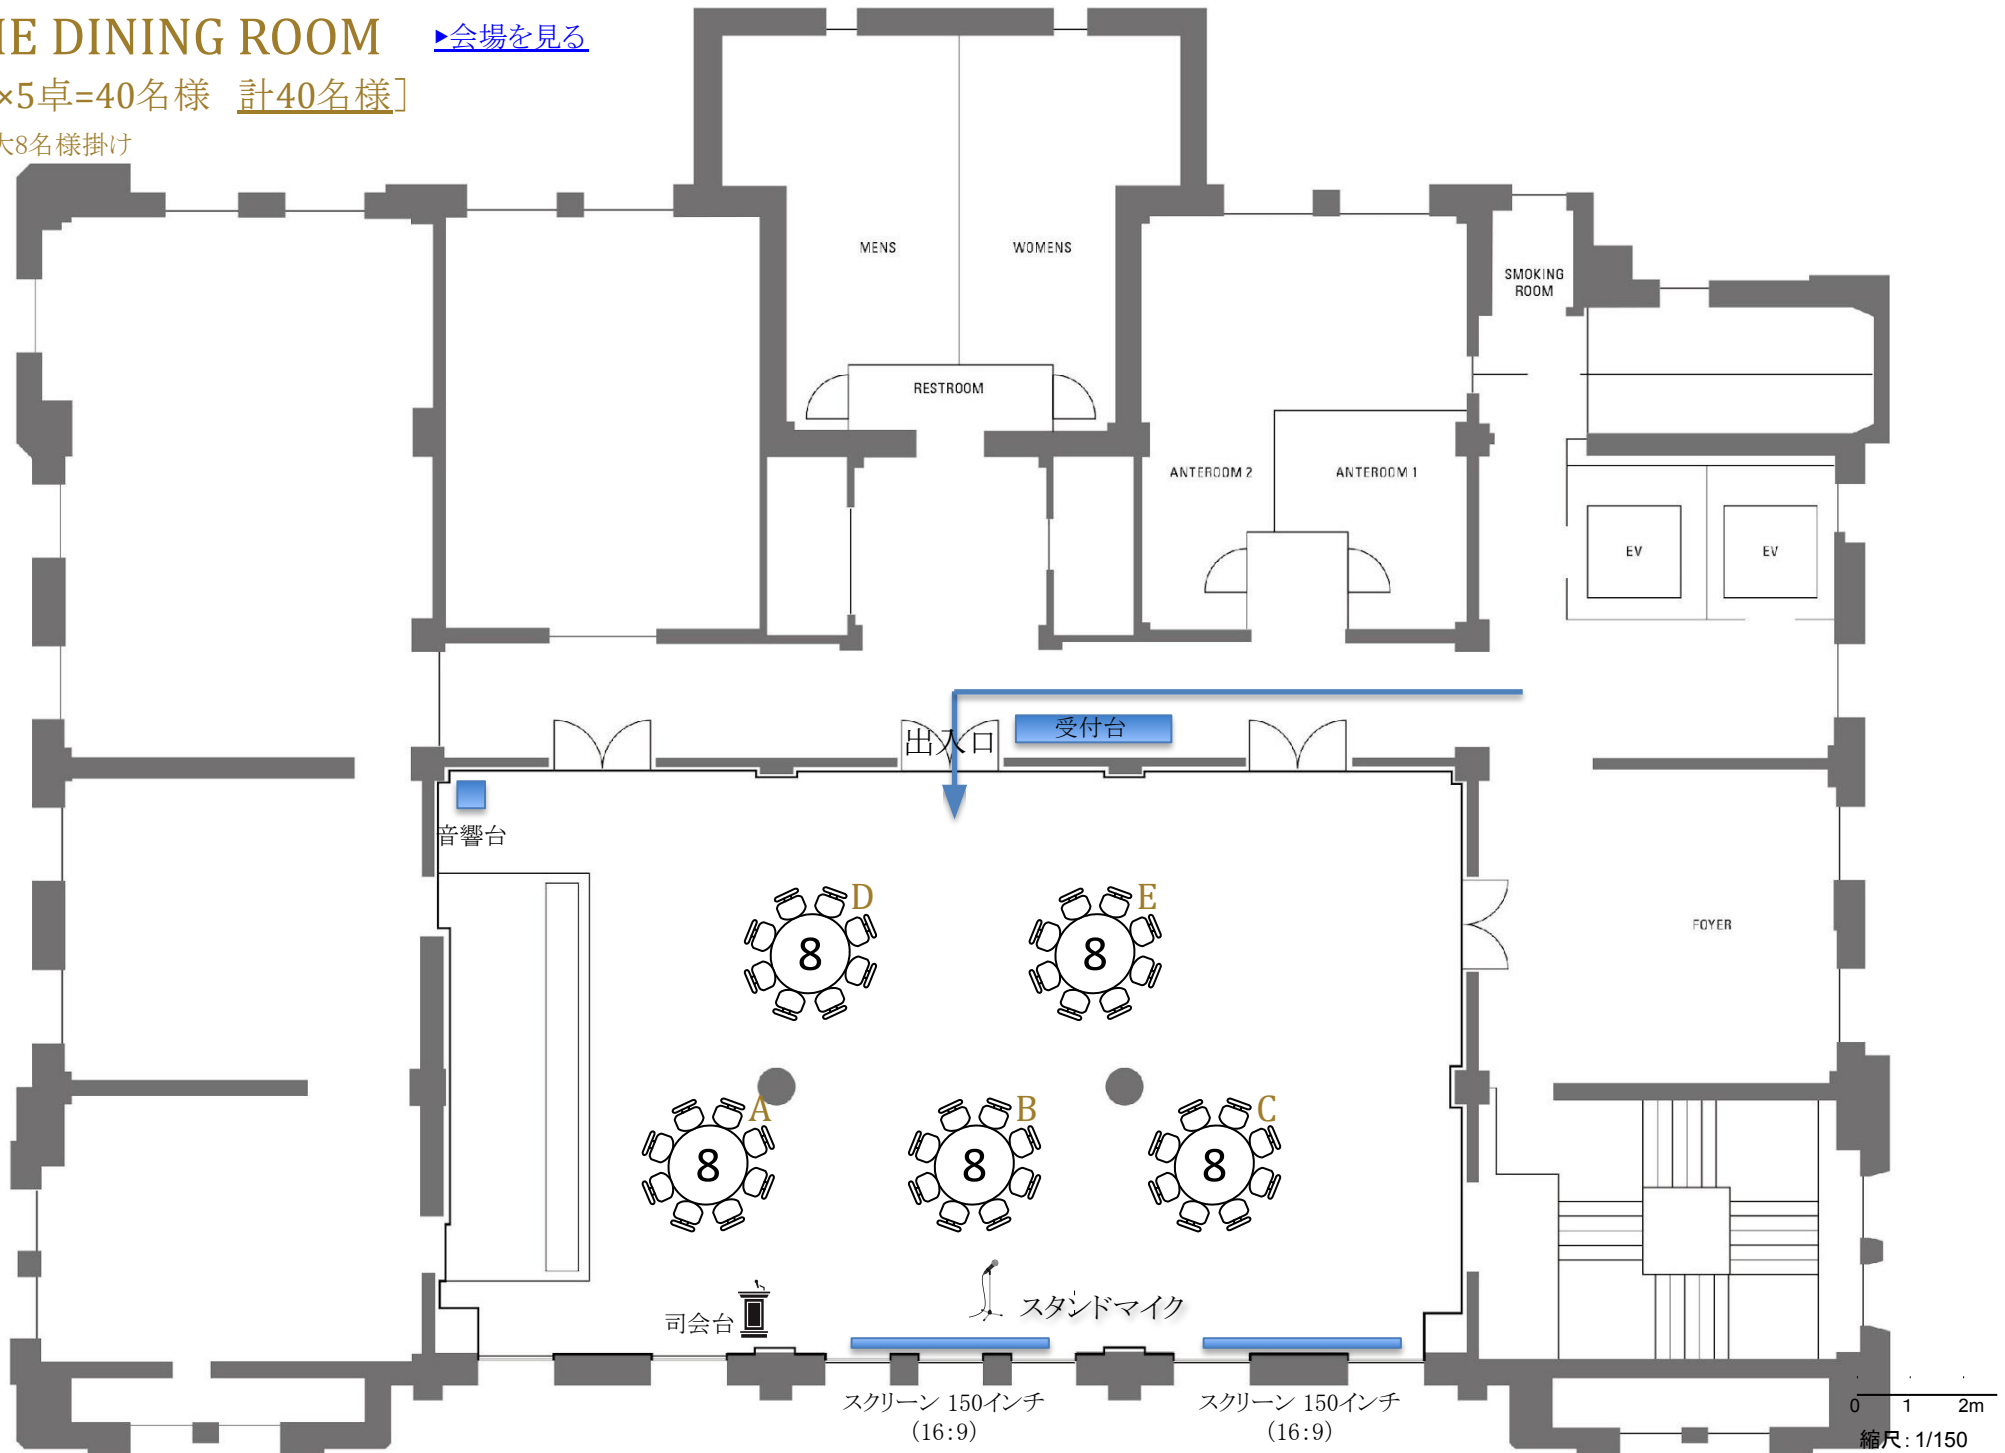 HE DINING ROOM
▶会場を見る
×5卓=40名様 計40名様]
大8名様掛け
MENS
WOMENS
SMOKING
ROOM
RESTROOM
ANTEROOM 2
ANTEROOM 1
EV
EV
受付台
出入口
音響台
D
E
8
8
FOYER
A
B
C
8
8
8
スタンドマイク
司会台
スクリーン 150インチ
(16:9)
スクリーン 150インチ
(16:9)
0 1 2m
縮尺: 1/150